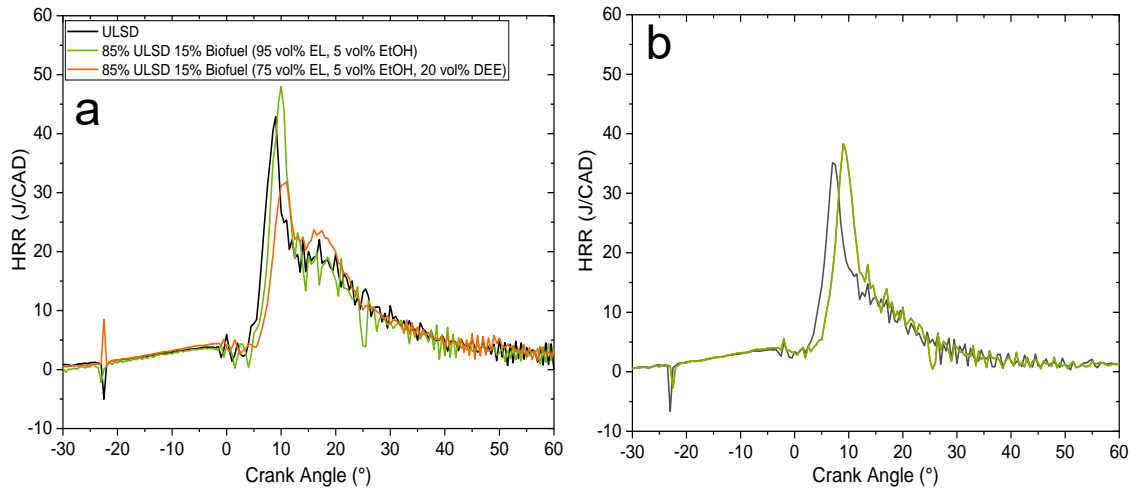 a
ULSD
85% ULSD 15% Biofuel (95 vol% EL, 5 vol% EtOH)
85% ULSD 15% Biofuel (75 vol% EL, 5 vol% EtOH, 20 vol% DEE)
HRR (J/CAD)
60
50
40
30
20
10
0
-10
-30 -20 -10 0 10 20 30 40 50 60
Crank Angle (°)
b
HRR (J/CAD)
60
50
40
30
20
10
0
-10
-30 -20 -10 0 10 20 30 40 50 60
Crank Angle (°)